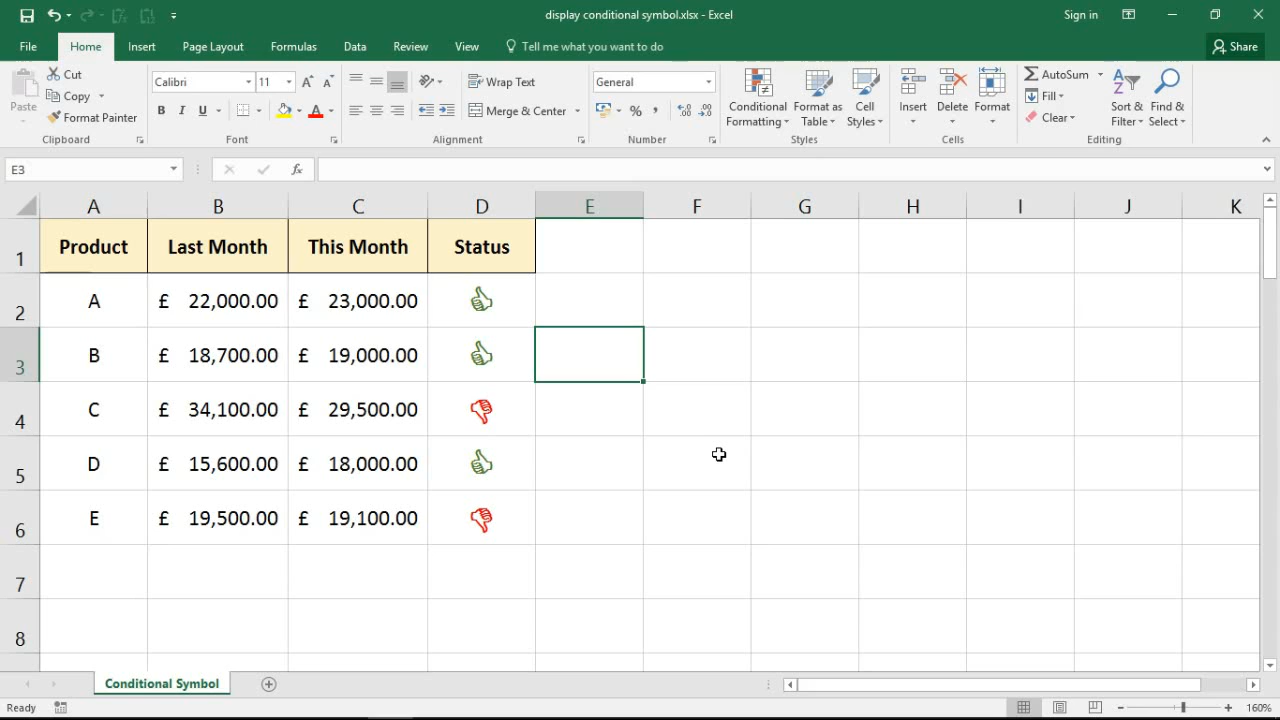 display conditional symbol.xlsx - Excel
Sign in
File Home Insert Page Layout Formulas Data Review View Tell me what you want to do Share
Paste
Cut
Copy
Format Painter
Calibri 11
B I U
Wrap Text
Merge & Center
General
Conditional Formatting
Format as Table
Cell Styles
Insert
Delete
Format
AutoSum
Fill
Clear
Sort & Filter
Find & Select
Clipboard Font Alignment Number Styles Cells Editing
E3 fx
A B C D E F G H I J K
1 Product Last Month This Month Status
2 A £ 22,000.00 £ 23,000.00
3 B £ 18,700.00 £ 19,000.00
4 C £ 34,100.00 £ 29,500.00
5 D £ 15,600.00 £ 18,000.00
6 E £ 19,500.00 £ 19,100.00
7
8
Conditional Symbol
Ready 160%